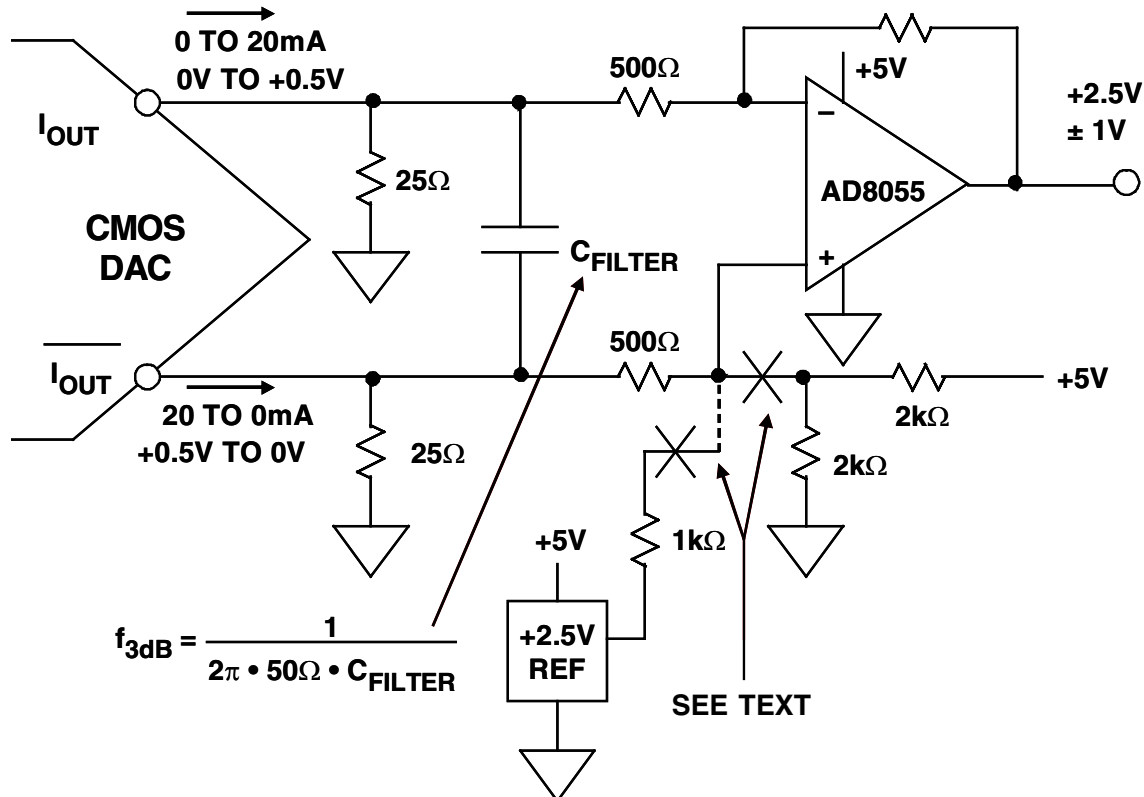 0 TO 20mA
0V TO +0.5V
I_OUT
CMOS
DAC
25Ω
C_FILTER
500Ω
+5V
−
AD8055
+
+2.5V
± 1V
I_OUT
20 TO 0mA
+0.5V TO 0V
25Ω
500Ω
+5V
2kΩ
2kΩ
1kΩ
+5V
+2.5V
REF
SEE TEXT
f_3dB = 1
2π • 50Ω • C_FILTER